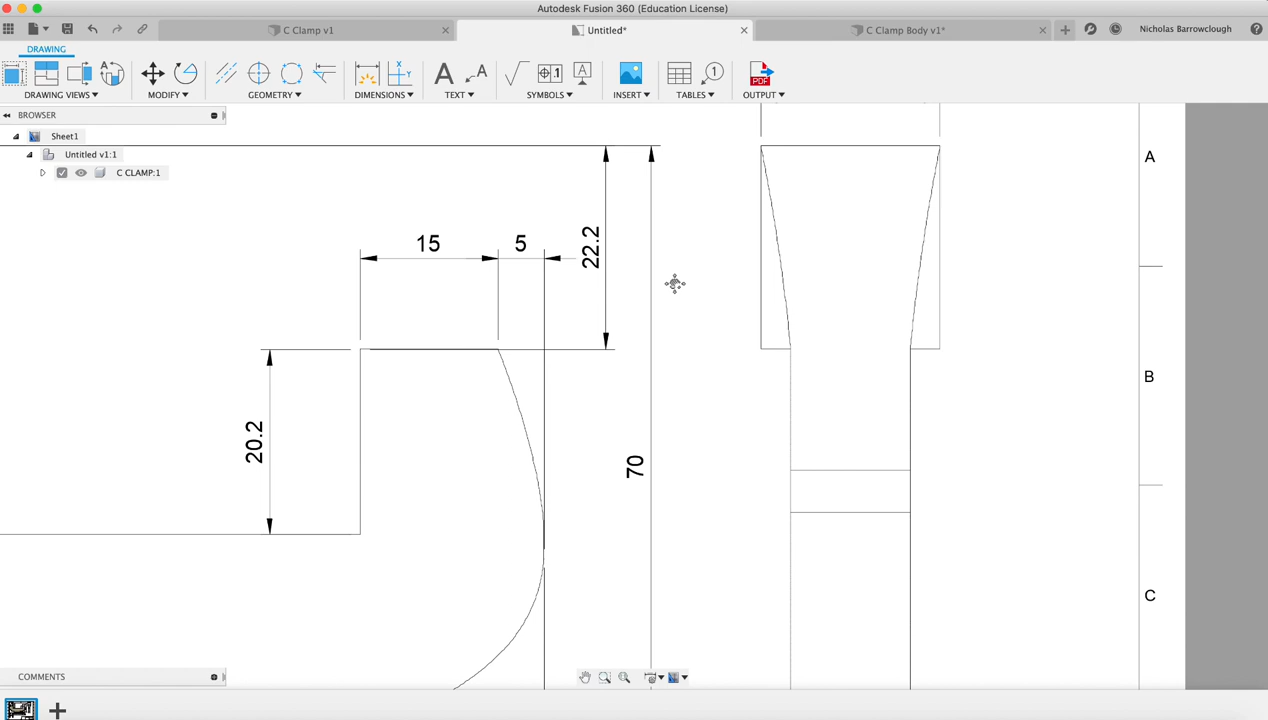 Autodesk Fusion 360 (Education License)
C Clamp v1
Untitled*
C Clamp Body v1*
Nicholas Barrowclough
DRAWING
DRAWING VIEWS
MODIFY
GEOMETRY
DIMENSIONS
TEXT
SYMBOLS
INSERT
TABLES
OUTPUT
BROWSER
Sheet1
Untitled v1:1
C CLAMP:1
15
5
22.2
20.2
70
A
B
C
COMMENTS